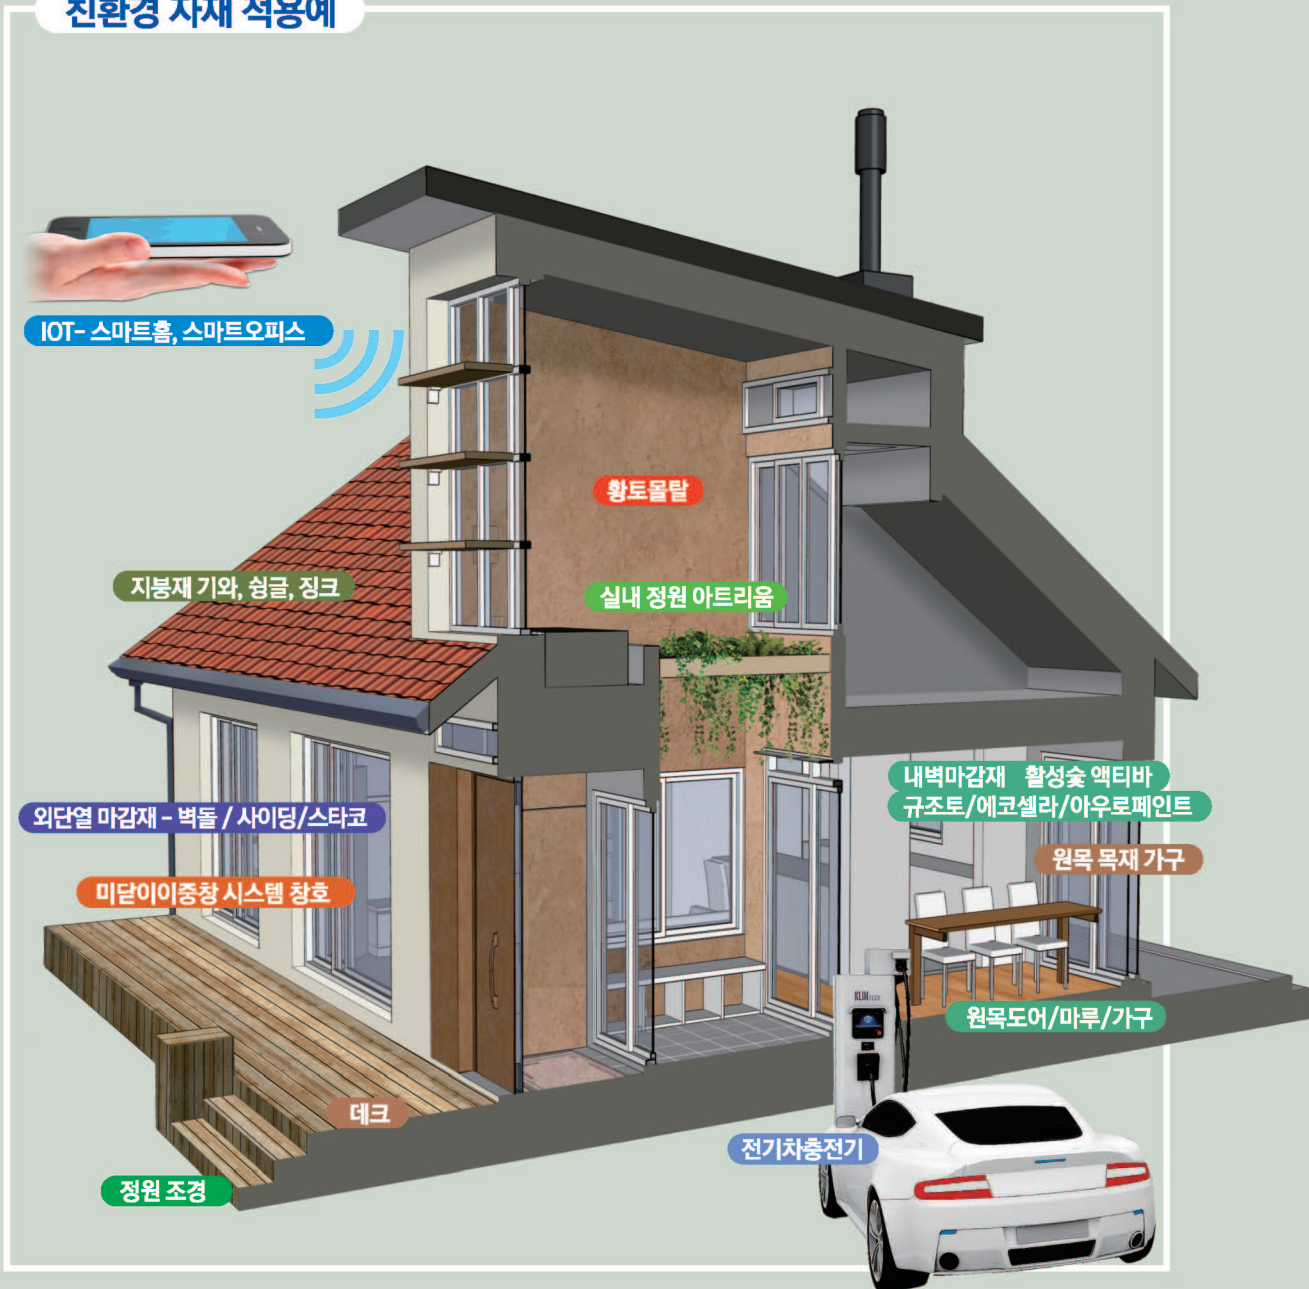 친환경 자재 적용예
IOT- 스마트홈, 스마트오피스
황토몰탈
지붕재 기와, 슁글, 징크
실내 정원 아트리움
내벽마감재 활성숯 액티바
규조토/에코셀라/아우로페인트
외단열 마감재 - 벽돌 / 사이딩/스타코
원목 목재 가구
미닫이이중창 시스템 창호
KLIN
원목도어/마루/가구
데크
전기차충전기
정원 조경